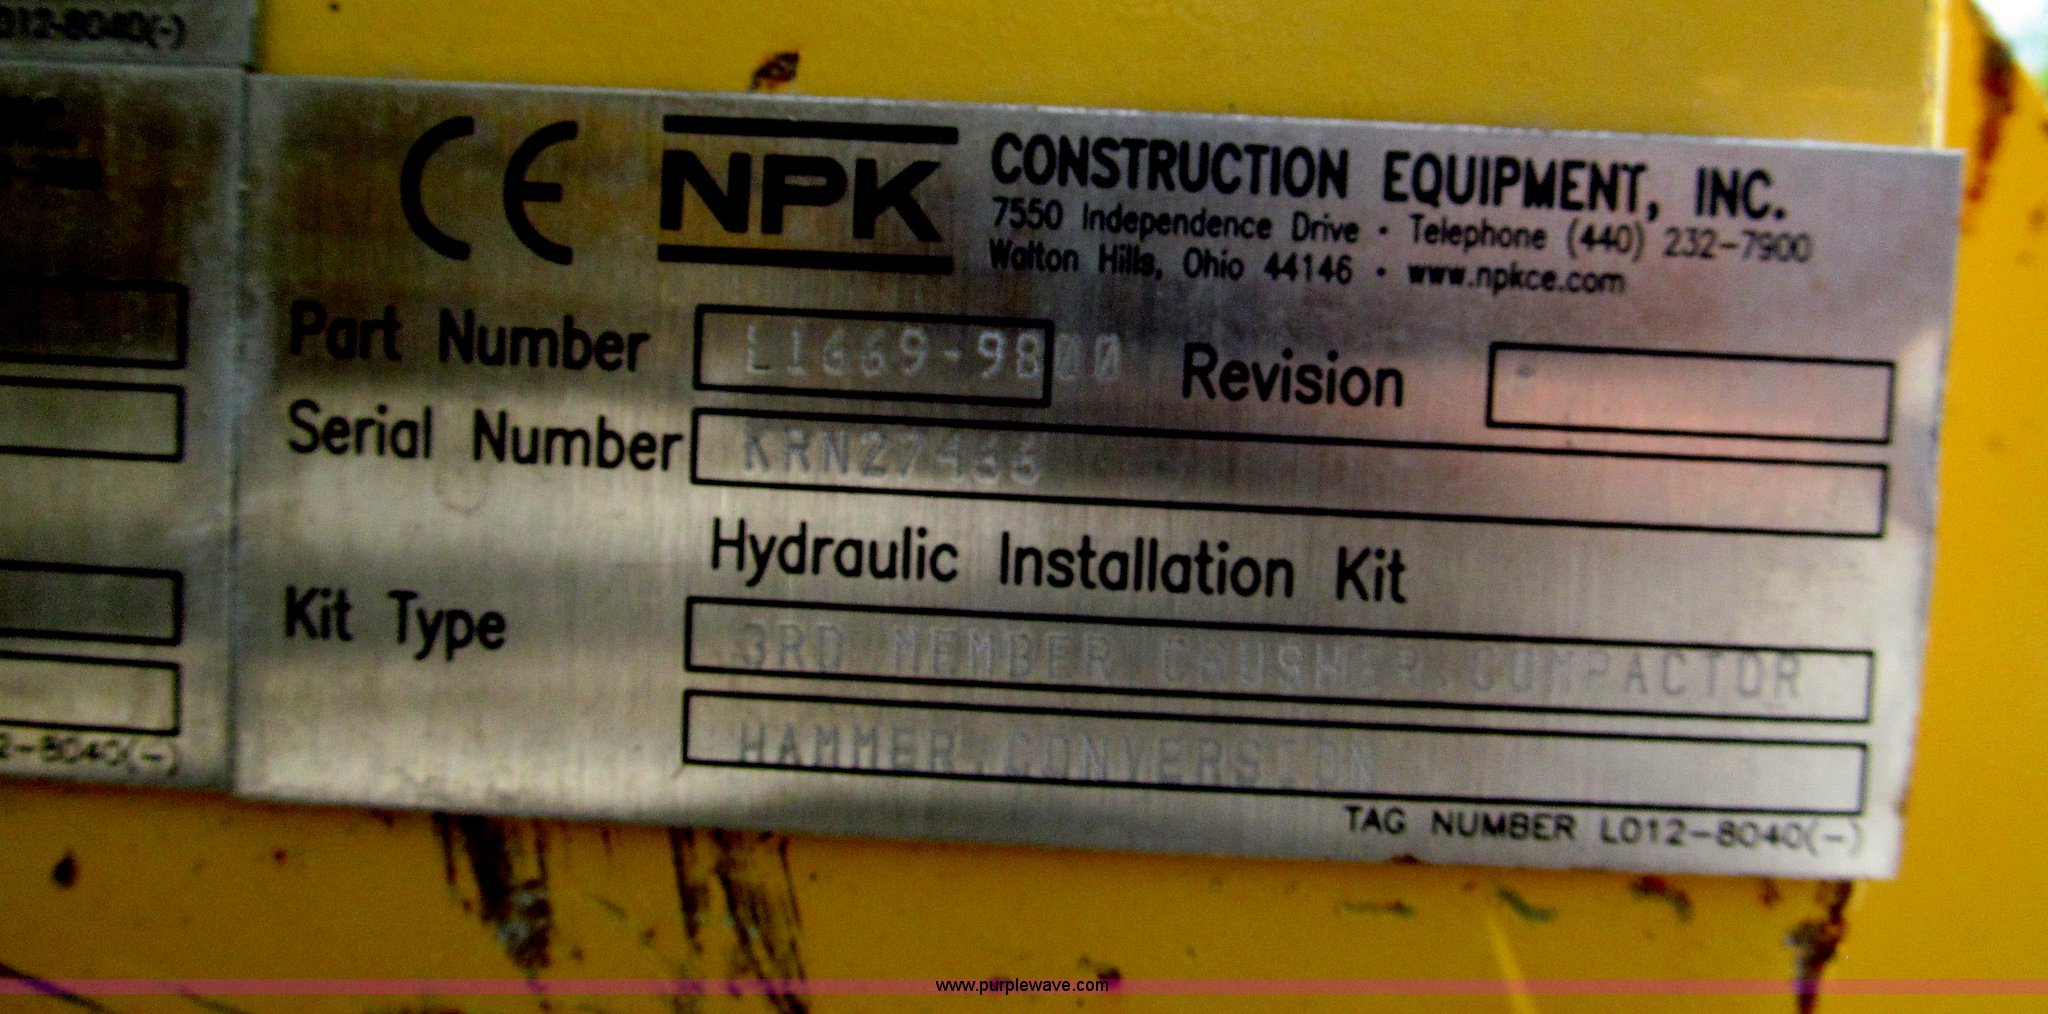 012-8040(-)
CE NPK CONSTRUCTION EQUIPMENT, INC.
7550 Independence Drive • Telephone (440) 232-7900
Walton Hills, Ohio 44146 • www.npkce.com
Part Number L1669-9800 Revision
Serial Number KRN27466
Hydraulic Installation Kit
Kit Type 3RD MEMBER CRUSHER,COMPACTOR
HAMMER,CONVERSION
2-8040(-)
TAG NUMBER L012-8040(-)
www.purplewave.com